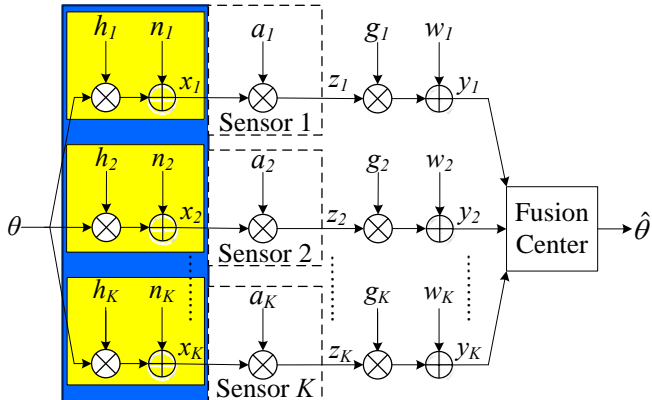 h1 n1 a1 g1 w1
x1 z1 y1
Sensor 1
h2 n2 a2 g2 w2
θ x2 z2 y2 Fusion Center θ̂
Sensor 2
hK nK aK gK wK
xK zK yK
Sensor K